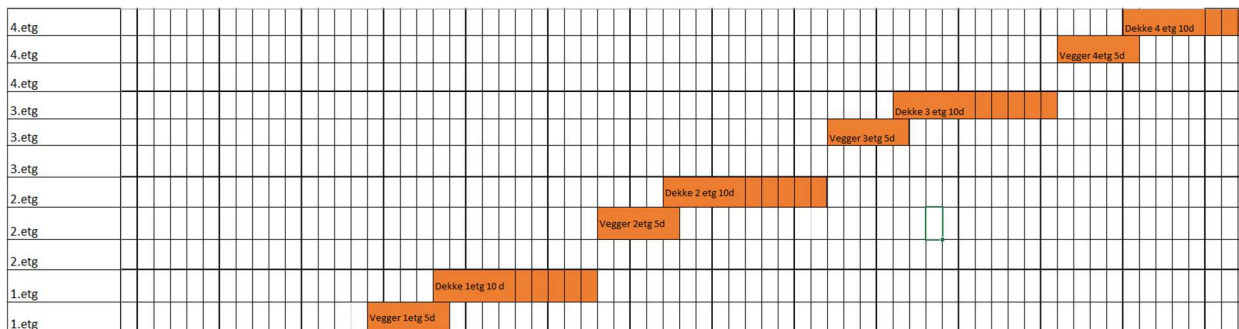 4.etg
Dekke 4 etg 10d
4.etg
Vegger 4etg 5d
4.etg
3.etg
Dekke 3 etg 10d
3.etg
Vegger 3etg 5d
3.etg
2.etg
Dekke 2 etg 10d
2.etg
Vegger 2etg 5d
2.etg
1.etg
Dekke 1etg 10 d
1.etg
Vegger 1etg 5d